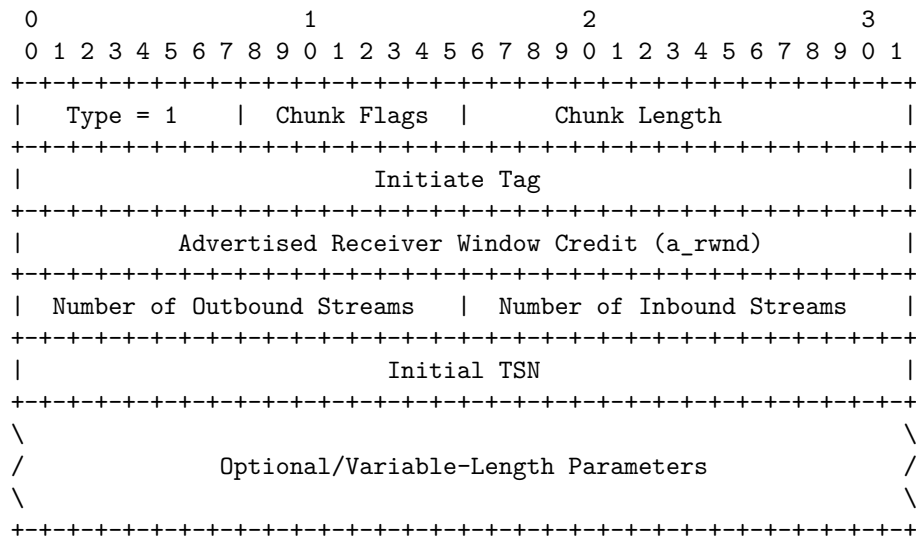 0                   1                   2                   3
 0 1 2 3 4 5 6 7 8 9 0 1 2 3 4 5 6 7 8 9 0 1 2 3 4 5 6 7 8 9 0 1
+-+-+-+-+-+-+-+-+-+-+-+-+-+-+-+-+-+-+-+-+-+-+-+-+-+-+-+-+-+-+-+-+
|   Type = 1    |  Chunk Flags  |      Chunk Length             |
+-+-+-+-+-+-+-+-+-+-+-+-+-+-+-+-+-+-+-+-+-+-+-+-+-+-+-+-+-+-+-+-+
|                         Initiate Tag                          |
+-+-+-+-+-+-+-+-+-+-+-+-+-+-+-+-+-+-+-+-+-+-+-+-+-+-+-+-+-+-+-+-+
|           Advertised Receiver Window Credit (a_rwnd)          |
+-+-+-+-+-+-+-+-+-+-+-+-+-+-+-+-+-+-+-+-+-+-+-+-+-+-+-+-+-+-+-+-+
|  Number of Outbound Streams   |  Number of Inbound Streams    |
+-+-+-+-+-+-+-+-+-+-+-+-+-+-+-+-+-+-+-+-+-+-+-+-+-+-+-+-+-+-+-+-+
|                          Initial TSN                          |
+-+-+-+-+-+-+-+-+-+-+-+-+-+-+-+-+-+-+-+-+-+-+-+-+-+-+-+-+-+-+-+-+
\                                                               \
/              Optional/Variable-Length Parameters              /
\                                                               \
+-+-+-+-+-+-+-+-+-+-+-+-+-+-+-+-+-+-+-+-+-+-+-+-+-+-+-+-+-+-+-+-+